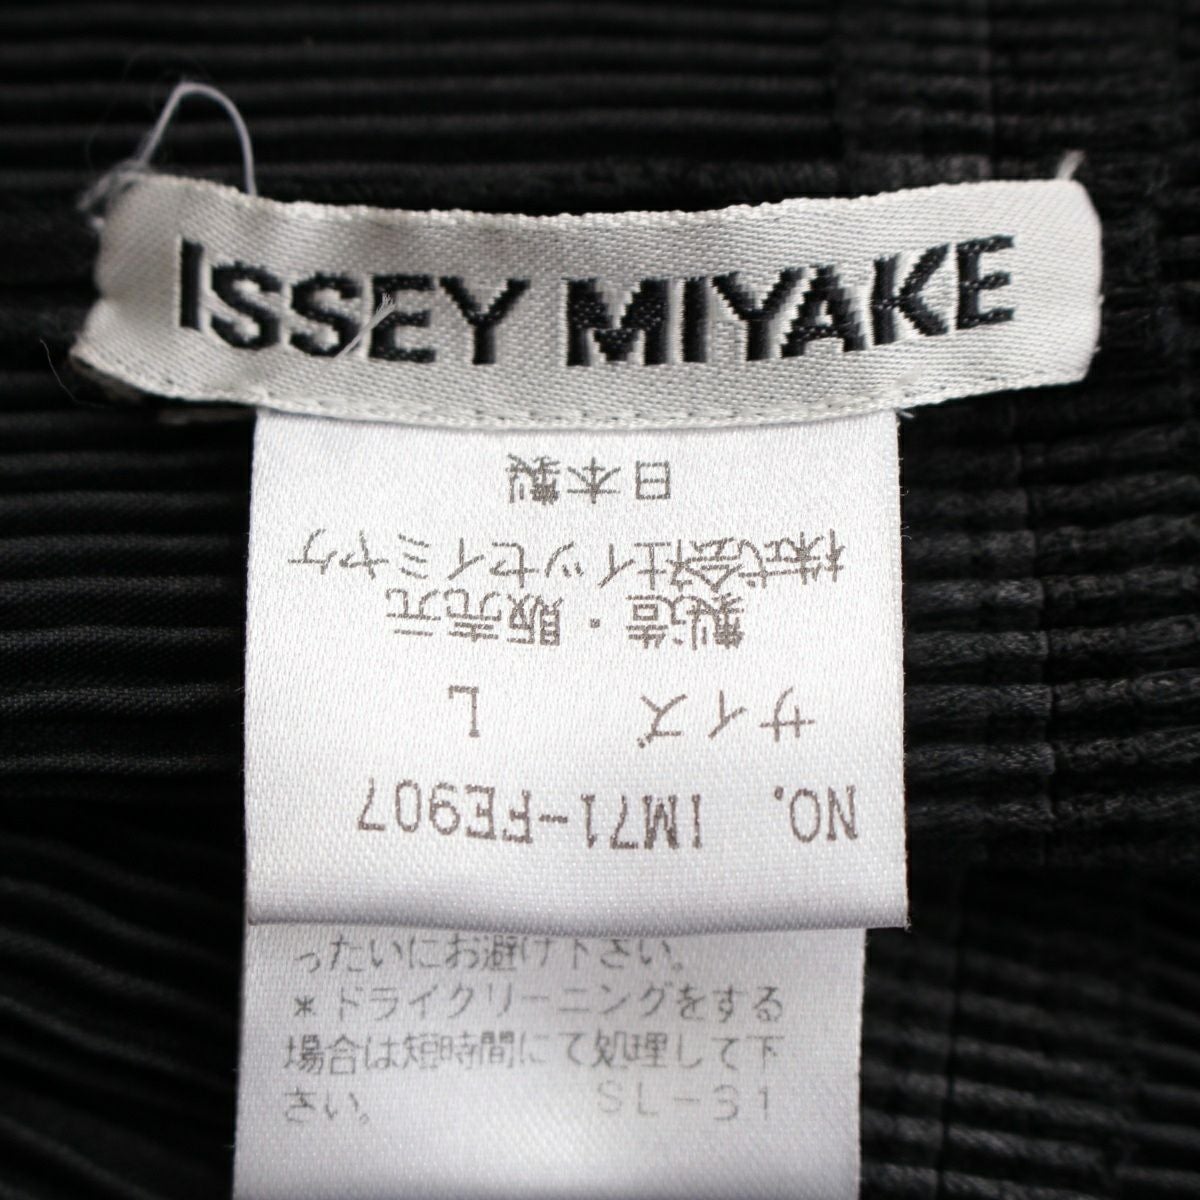 ISSEY MIYAKE
NO. IM71-FE907
サイズ L
製造・販売元
株式会社イッセイミヤケ
日本製
ったいにお避け下さい。
＊ドライクリーニングをする
場合は短時間にて処理して下
さい。 SL-31